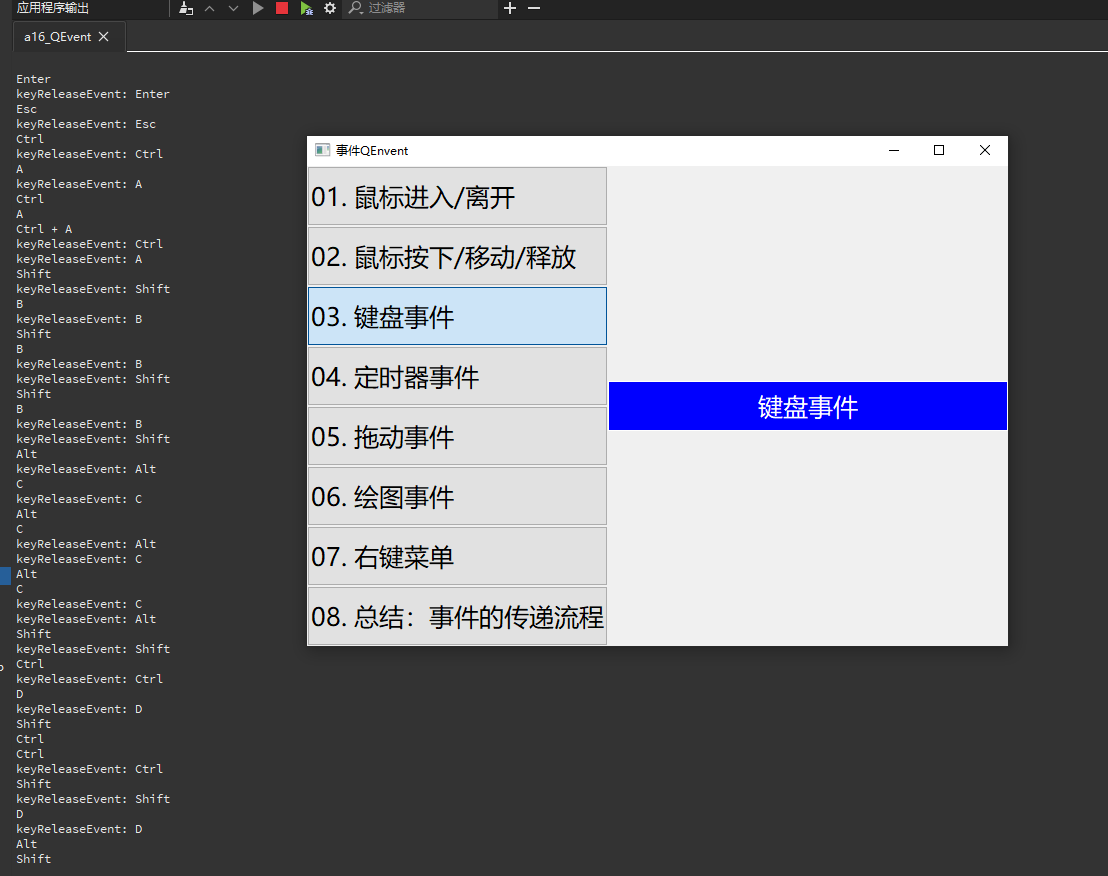 应用程序输出
过滤器
a16_QEvent
Enter
keyReleaseEvent: Enter
Esc
keyReleaseEvent: Esc
Ctrl
keyReleaseEvent: Ctrl
A
keyReleaseEvent: A
Ctrl
A
Ctrl + A
keyReleaseEvent: Ctrl
keyReleaseEvent: A
Shift
keyReleaseEvent: Shift
B
keyReleaseEvent: B
Shift
B
keyReleaseEvent: B
keyReleaseEvent: Shift
Shift
B
keyReleaseEvent: B
keyReleaseEvent: Shift
Alt
keyReleaseEvent: Alt
C
keyReleaseEvent: C
Alt
C
keyReleaseEvent: Alt
keyReleaseEvent: C
Alt
C
keyReleaseEvent: C
keyReleaseEvent: Alt
Shift
keyReleaseEvent: Shift
Ctrl
keyReleaseEvent: Ctrl
D
keyReleaseEvent: D
Shift
Ctrl
Ctrl
keyReleaseEvent: Ctrl
Shift
keyReleaseEvent: Shift
D
keyReleaseEvent: D
Alt
Shift
事件QEnvent
01. 鼠标进入/离开
02. 鼠标按下/移动/释放
03. 键盘事件
04. 定时器事件
05. 拖动事件
06. 绘图事件
07. 右键菜单
08. 总结：事件的传递流程
键盘事件